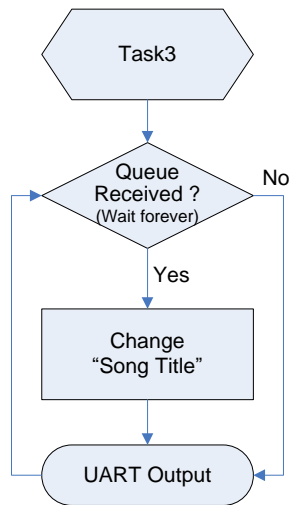 Task3
Queue
Received ?
(Wait forever)
No
Yes
Change
“Song Title”
UART Output